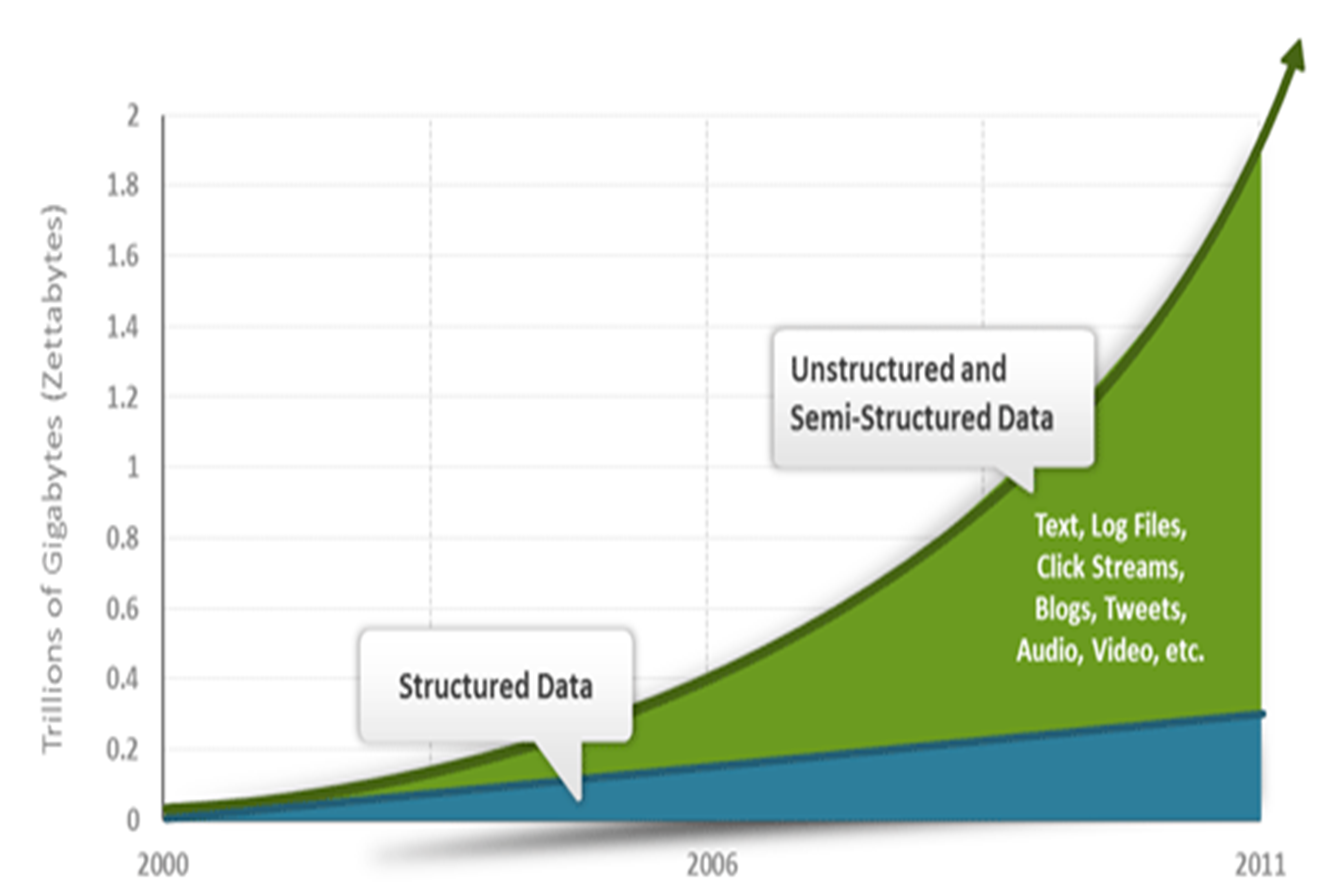 Trillions of Gigabytes (Zettabytes)
2
1.8
1.6
1.4
1.2
1
0.8
0.6
0.4
0.2
0
Unstructured and
Semi-Structured Data
Text, Log Files,
Click Streams,
Blogs, Tweets,
Audio, Video, etc.
Structured Data
2000
2006
2011